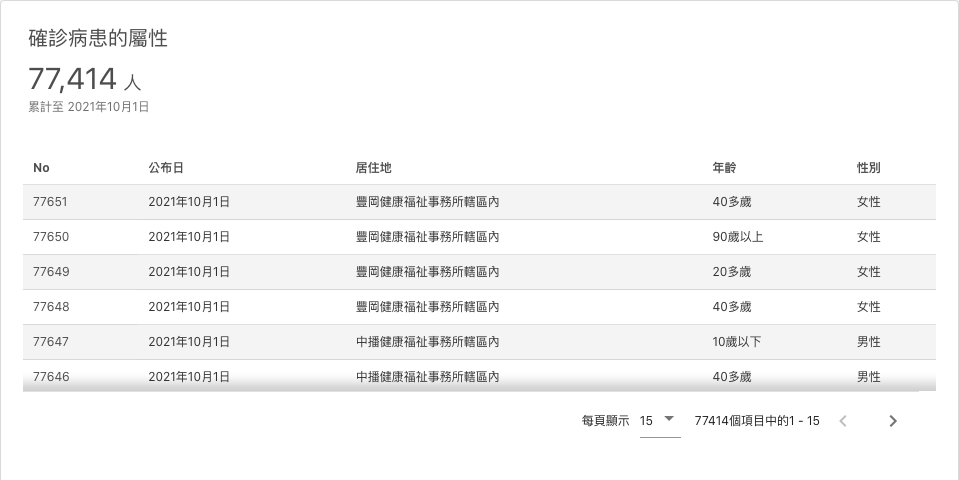 確診病患的屬性
77,414 人
累計至 2021年10月1日
No 公布日 居住地 年齡 性別
77651 2021年10月1日 豐岡健康福祉事務所轄區內 40多歲 女性
77650 2021年10月1日 豐岡健康福祉事務所轄區內 90歲以上 女性
77649 2021年10月1日 豐岡健康福祉事務所轄區內 20多歲 女性
77648 2021年10月1日 豐岡健康福祉事務所轄區內 40多歲 女性
77647 2021年10月1日 中播健康福祉事務所轄區內 10歲以下 男性
77646 2021年10月1日 中播健康福祉事務所轄區內 40多歲 男性
每頁顯示 15 77414個項目中的1 - 15